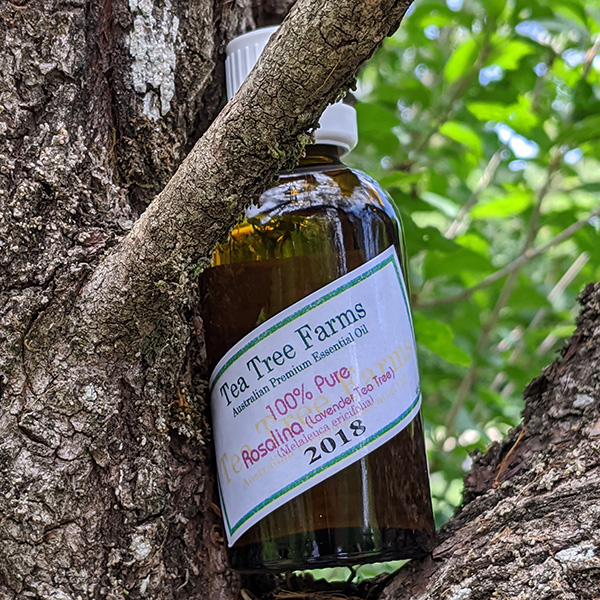 Tea Tree Farms
Australian Premium Essential Oil
100% Pure
Rosalina (Lavender Tea Tree)
(Melaleuca ericifolia)
2018